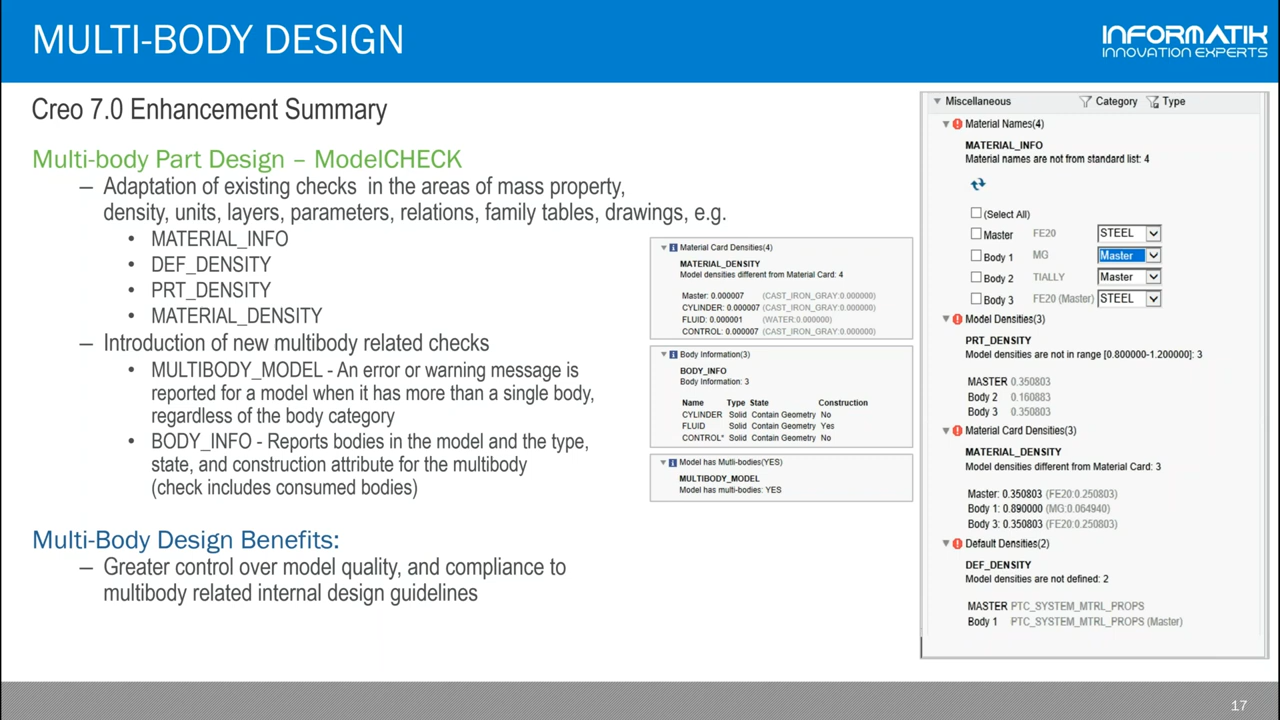 MULTI-BODY DESIGN
INFORMATIK
INNOVATION EXPERTS
Creo 7.0 Enhancement Summary
Multi-body Part Design – ModelCHECK
– Adaptation of existing checks in the areas of mass property,
density, units, layers, parameters, relations, family tables, drawings, e.g.
• MATERIAL_INFO
• DEF_DENSITY
• PRT_DENSITY
• MATERIAL_DENSITY
– Introduction of new multibody related checks
• MULTIBODY_MODEL - An error or warning message is
reported for a model when it has more than a single body,
regardless of the body category
• BODY_INFO - Reports bodies in the model and the type,
state, and construction attribute for the multibody
(check includes consumed bodies)
Multi-Body Design Benefits:
– Greater control over model quality, and compliance to
multibody related internal design guidelines
Material Card Densities(4)
MATERIAL_DENSITY
Model densities different from Material Card: 4
Master: 0.000007 (CAST_IRON_GRAY:0.000000)
CYLINDER: 0.000007 (CAST_IRON_GRAY:0.000000)
FLUID: 0.000001 (WATER:0.000000)
CONTROL: 0.000007 (CAST_IRON_GRAY:0.000000)
Body Information(3)
BODY_INFO
Body Information: 3
Name Type State Construction
CYLINDER Solid Contain Geometry No
FLUID Solid Contain Geometry Yes
CONTROL* Solid Contain Geometry No
Model has Mutli-bodies(YES)
MULTIBODY_MODEL
Model has multi-bodies: YES
Miscellaneous Category Type
Material Names(4)
MATERIAL_INFO
Material names are not from standard list: 4
(Select All)
Master FE20 STEEL
Body 1 MG Master
Body 2 TIALLY Master
Body 3 FE20 (Master) STEEL
Model Densities(3)
PRT_DENSITY
Model densities are not in range [0.800000-1.200000]: 3
MASTER 0.350803
Body 2 0.160883
Body 3 0.350803
Material Card Densities(3)
MATERIAL_DENSITY
Model densities different from Material Card: 3
Master: 0.350803 (FE20:0.250803)
Body 1: 0.890000 (MG:0.064940)
Body 3: 0.350803 (FE20:0.250803)
Default Densities(2)
DEF_DENSITY
Model densities are not defined: 2
MASTER PTC_SYSTEM_MTRL_PROPS
Body 1 PTC_SYSTEM_MTRL_PROPS (Master)
17